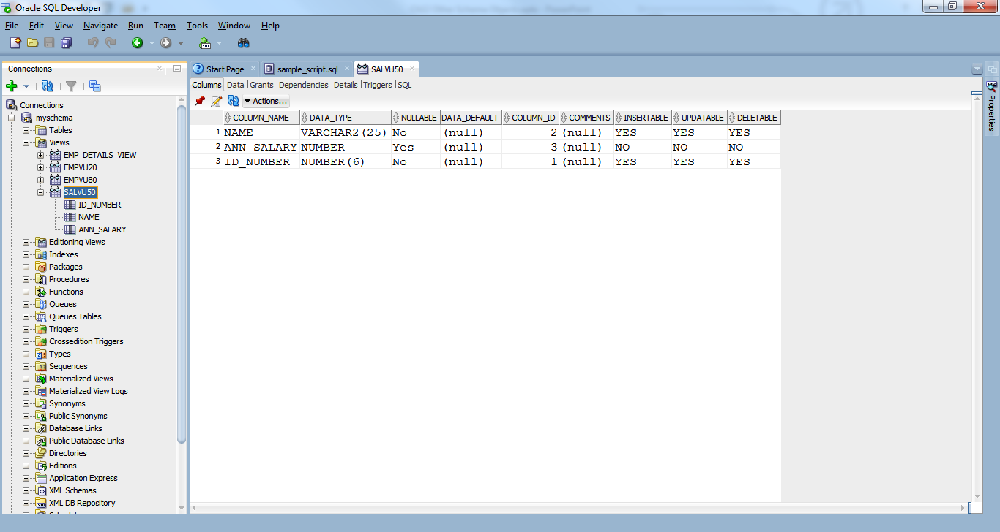 Oracle SQL Developer
File Edit View Navigate Run Team Tools Window Help
Connections
Start Page sample_script.sql SALVU50
Columns Data Grants Dependencies Details Triggers SQL
Actions...
Connections
myschema
Tables
Views
EMP_DETAILS_VIEW
EMPVU20
EMPVU80
SALVU50
ID_NUMBER
NAME
ANN_SALARY
Editioning Views
Indexes
Packages
Procedures
Functions
Queues
Queues Tables
Triggers
Crossedition Triggers
Types
Sequences
Materialized Views
Materialized View Logs
Synonyms
Public Synonyms
Database Links
Public Database Links
Directories
Editions
Application Express
XML Schemas
XML DB Repository
COLUMN_NAME DATA_TYPE NULLABLE DATA_DEFAULT COLUMN_ID COMMENTS INSERTABLE UPDATABLE DELETABLE
1 NAME VARCHAR2(25) No (null) 2 (null) YES YES YES
2 ANN_SALARY NUMBER Yes (null) 3 (null) NO NO NO
3 ID_NUMBER NUMBER(6) No (null) 1 (null) YES YES YES
Properties